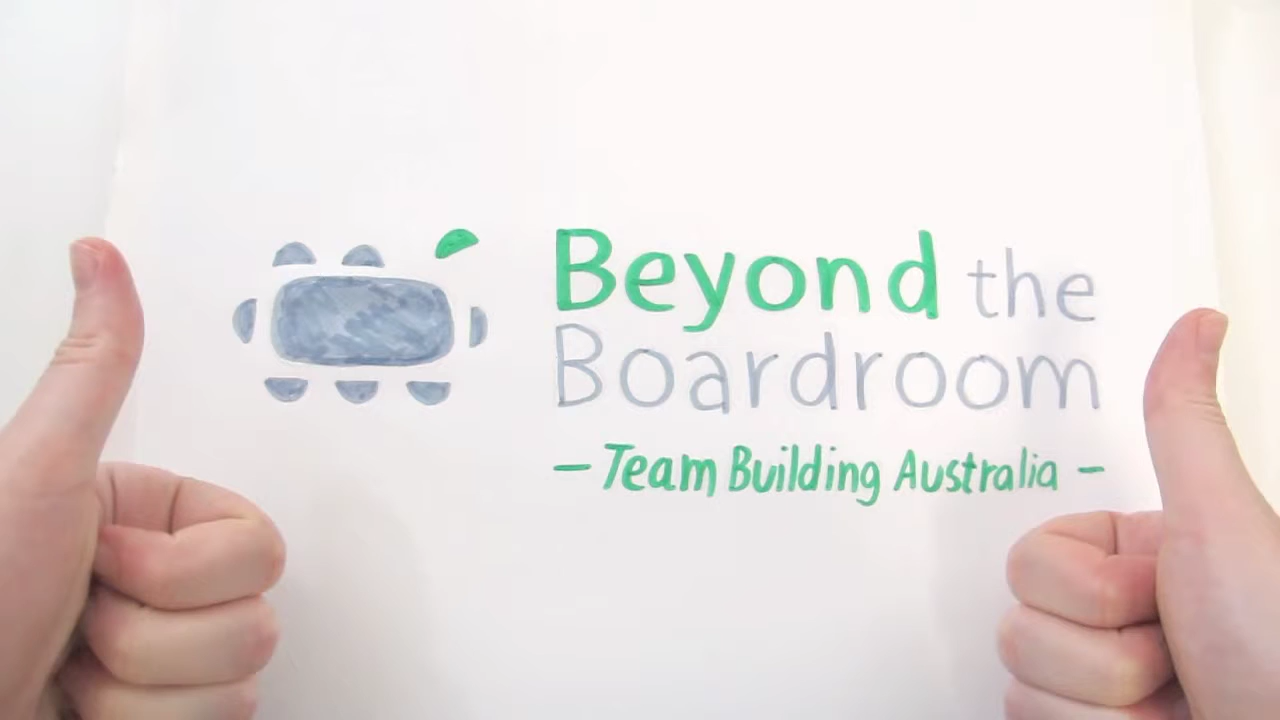 Beyond the
Boardroom
– Team Building Australia –